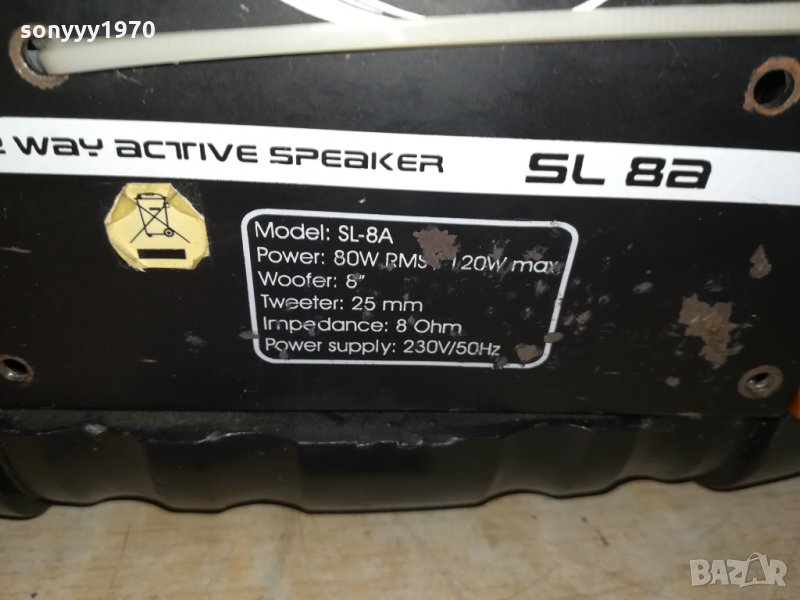 sonyyy1970
WAY ACTIVE SPEAKER SL 8a
Model: SL-8A
Power: 80W RMS, 120W max
Woofer: 8"
Tweeter: 25 mm
Impedance: 8 Ohm
Power supply: 230V/50Hz
BAZAR